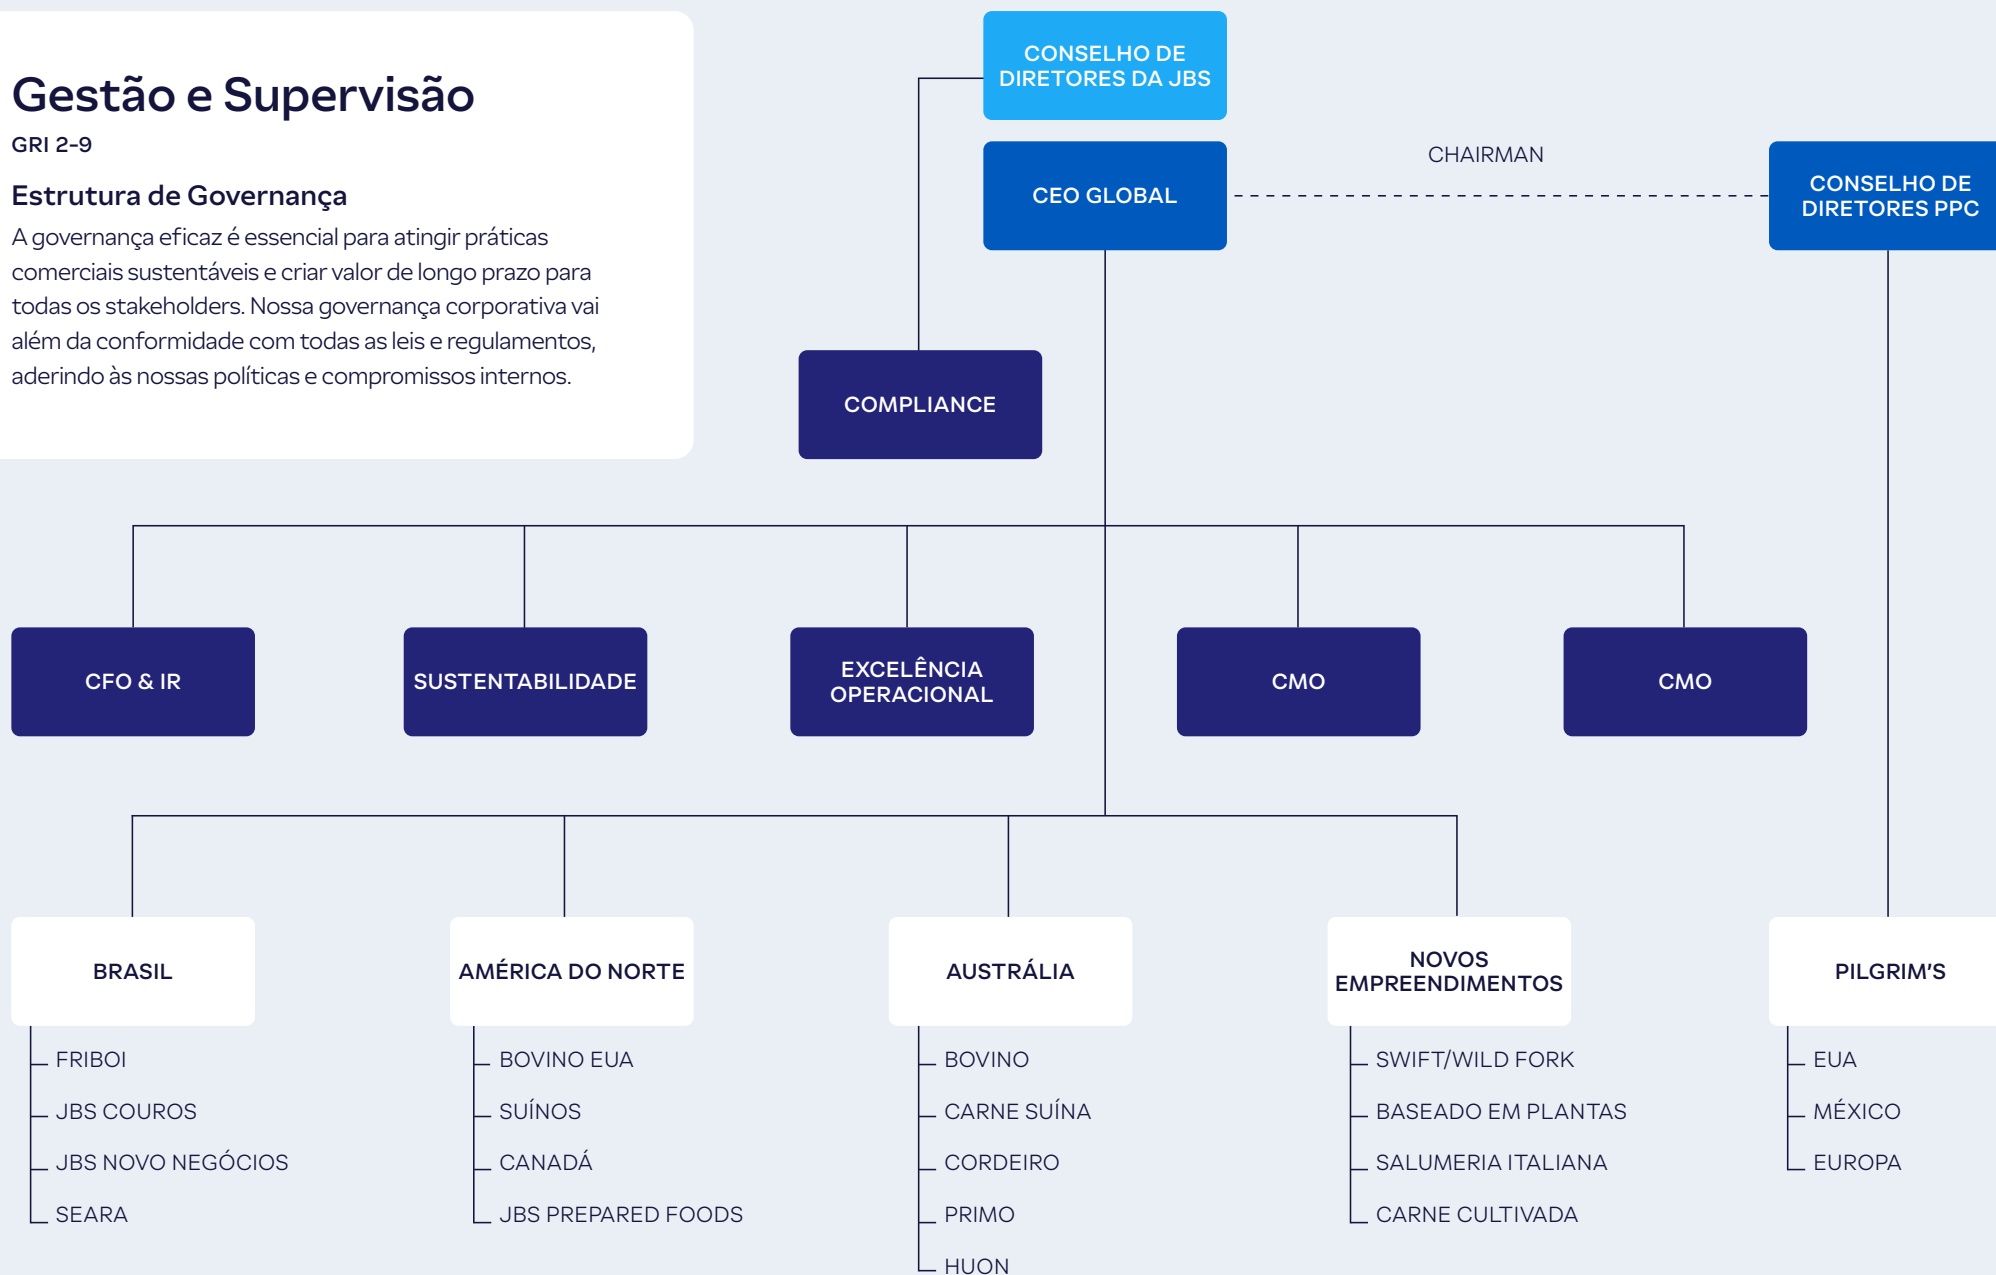 Gestão e Supervisão
GRI 2-9
Estrutura de Governança
A governança eficaz é essencial para atingir práticas
comerciais sustentáveis e criar valor de longo prazo para
todas os stakeholders. Nossa governança corporativa vai
além da conformidade com todas as leis e regulamentos,
aderindo às nossas políticas e compromissos internos.
CONSELHO DE
DIRETORES DA JBS
CEO GLOBAL
CHAIRMAN
CONSELHO DE
DIRETORES PPC
COMPLIANCE
CFO & IR
SUSTENTABILIDADE
EXCELÊNCIA
OPERACIONAL
CMO
CMO
BRASIL
FRIBOI
JBS COUROS
JBS NOVO NEGÓCIOS
SEARA
AMÉRICA DO NORTE
BOVINO EUA
SUÍNOS
CANADÁ
JBS PREPARED FOODS
AUSTRÁLIA
BOVINO
CARNE SUÍNA
CORDEIRO
PRIMO
HUON
NOVOS
EMPREENDIMENTOS
SWIFT/WILD FORK
BASEADO EM PLANTAS
SALUMERIA ITALIANA
CARNE CULTIVADA
PILGRIM'S
EUA
MÉXICO
EUROPA